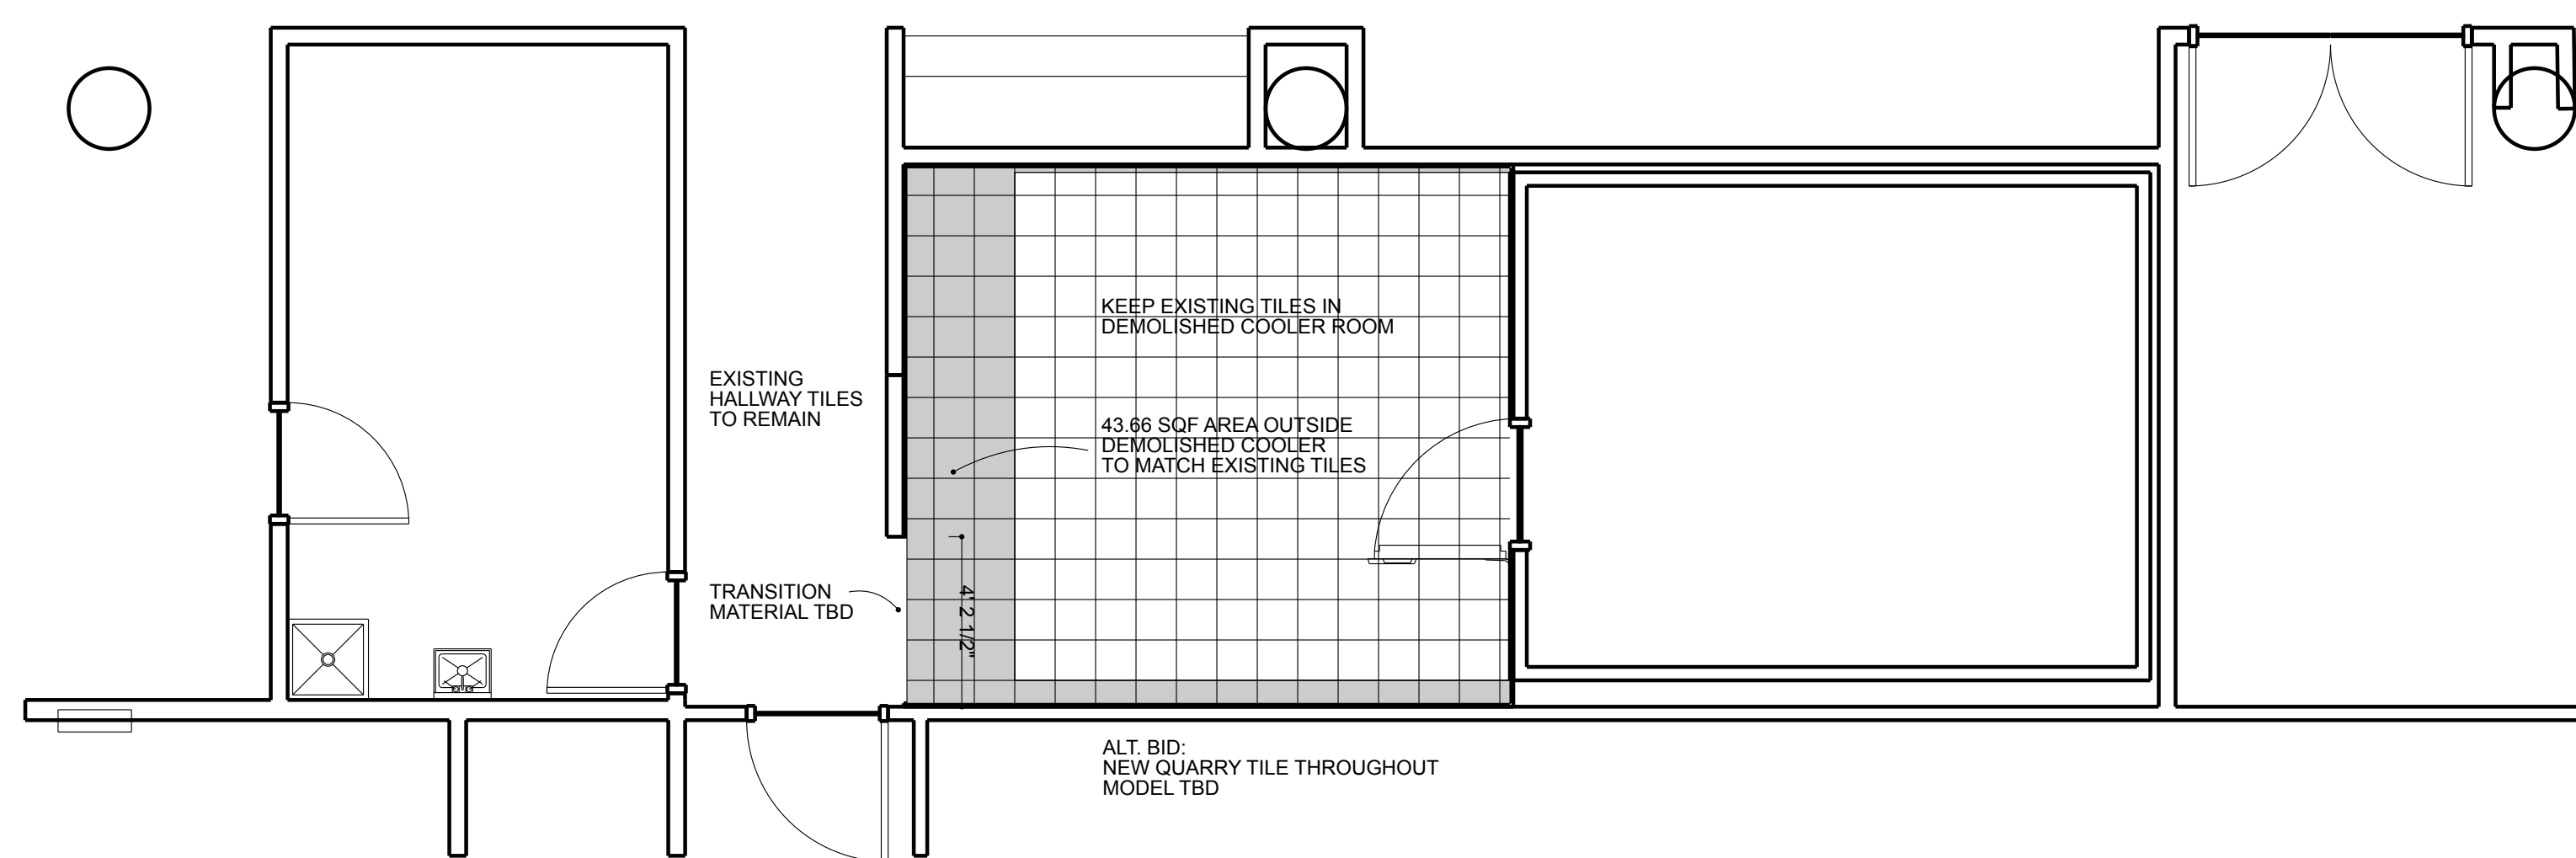 KEEP EXISTING TILES IN
DEMOLISHED COOLER ROOM
EXISTING
HALLWAY TILES
TO REMAIN
43.66 SQF AREA OUTSIDE
DEMOLISHED COOLER
TO MATCH EXISTING TILES
TRANSITION
MATERIAL TBD
4' 2 1/2"
ALT. BID:
NEW QUARRY TILE THROUGHOUT
MODEL TBD